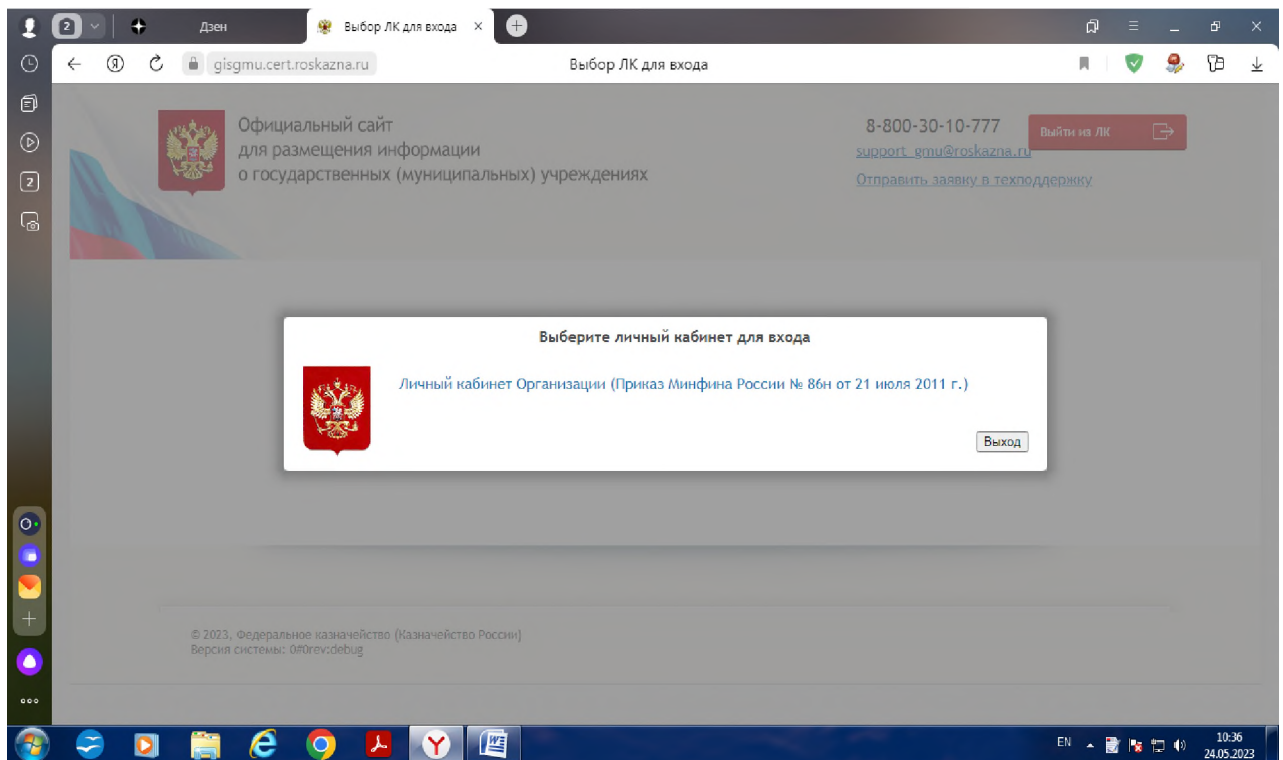 2
Дзен
Выбор ЛК для входа
gisgmu.cert.roskazna.ru
Выбор ЛК для входа
2
Официальный сайт
для размещения информации
о государственных (муниципальных) учреждениях
8-800-30-10-777
support_gmu@roskazna.ru
Отправить заявку в техподдержку
Выйти из ЛК
Выберите личный кабинет для входа
Личный кабинет Организации (Приказ Минфина России № 86н от 21 июля 2011 г.)
Выход
© 2023, Федеральное казначейство (Казначейство России)
Версия системы: 0#0rev:debug
EN
10:36
24.05.2023